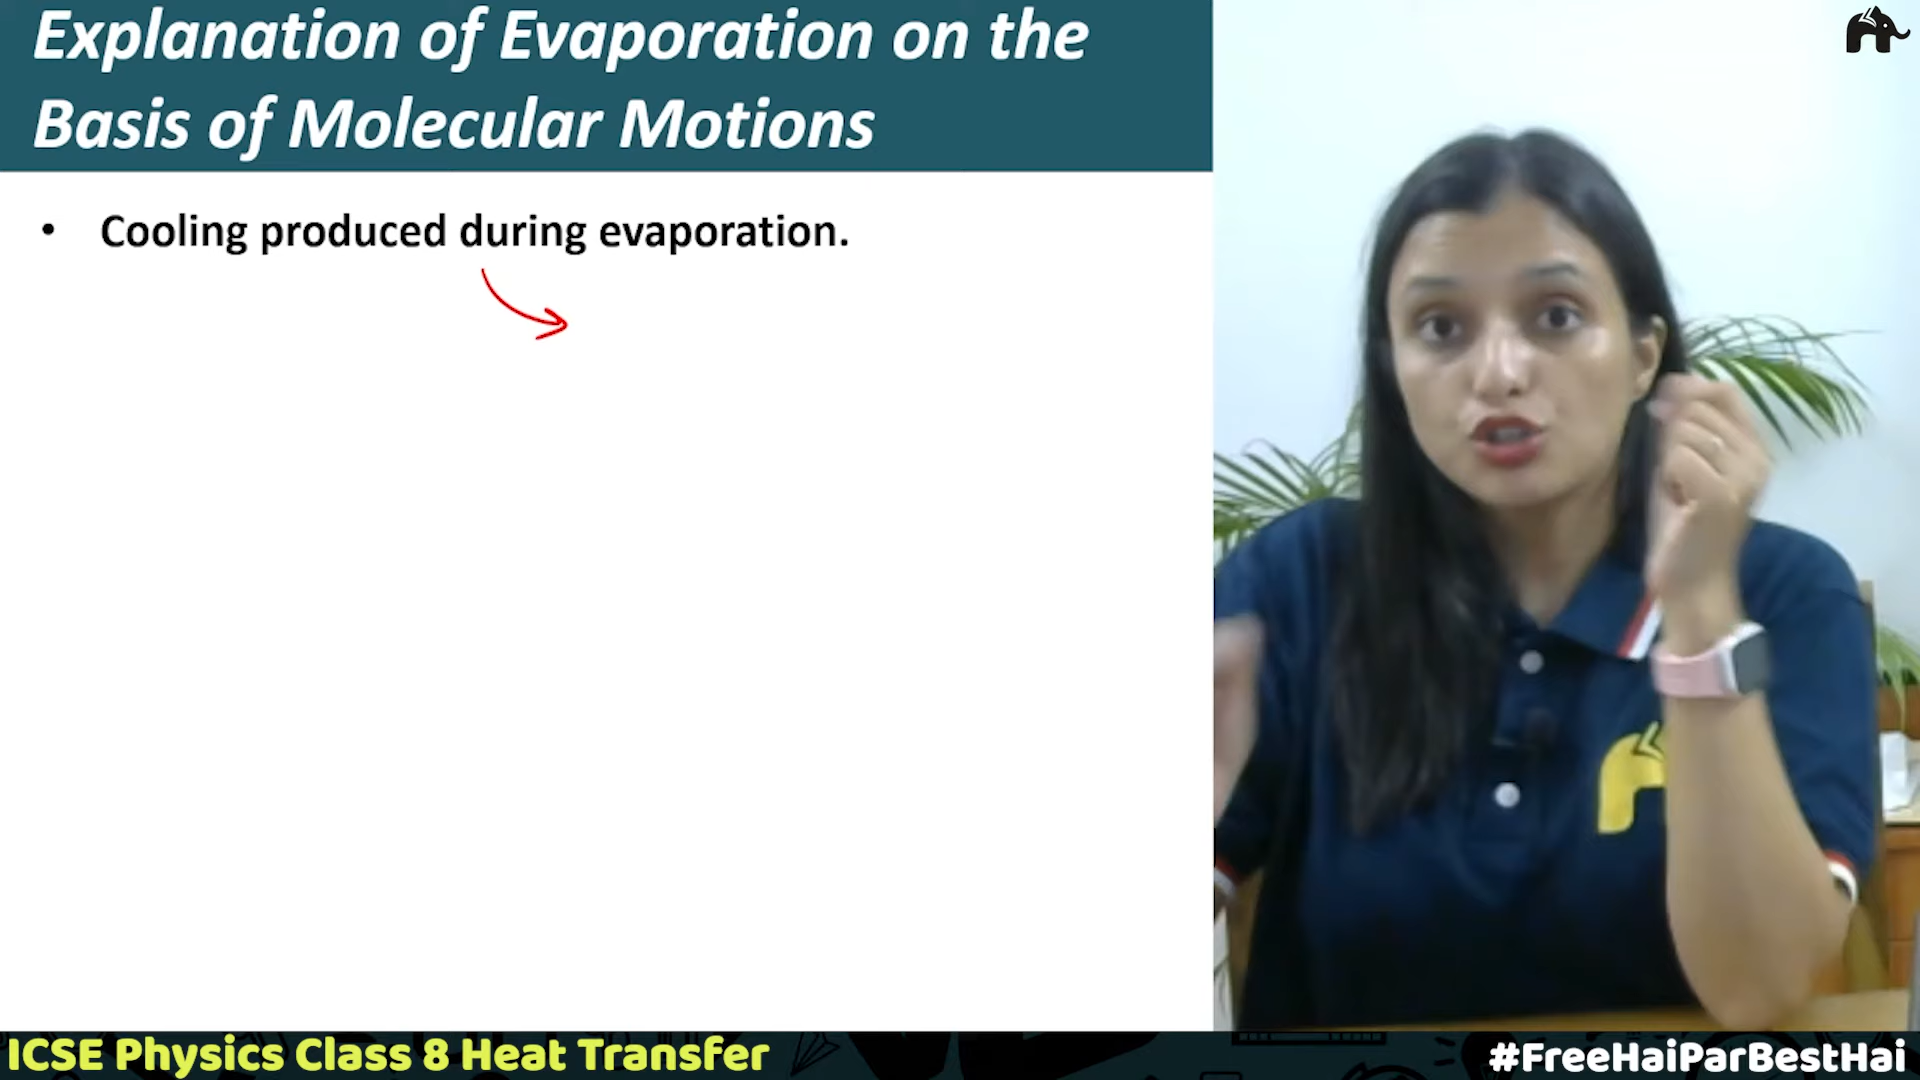 Explanation of Evaporation on the
Basis of Molecular Motions
• Cooling produced during evaporation.
ICSE Physics Class 8 Heat Transfer
#FreeHaiParBestHai